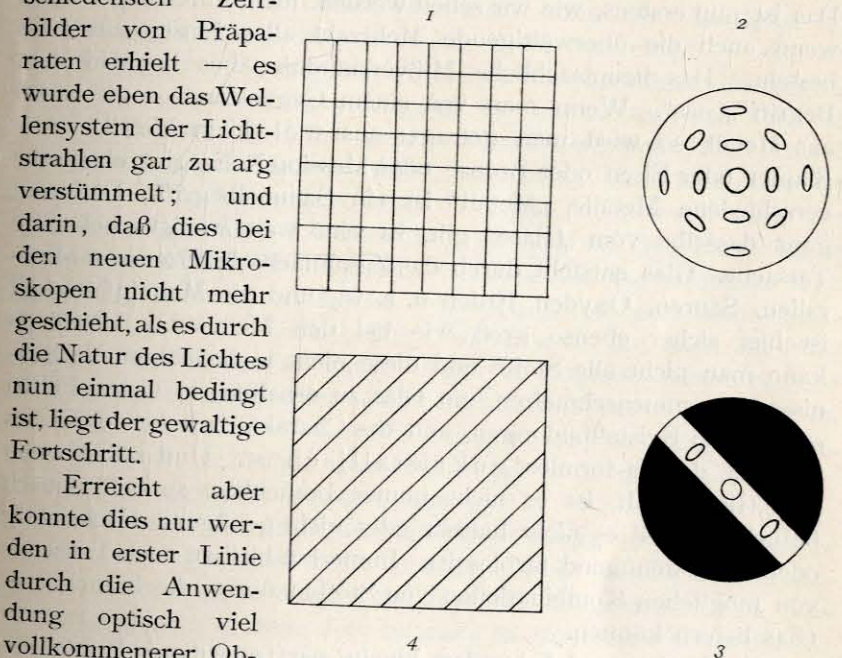 bilder von Präpa-
raten erhielt es
wurde eben das Wel-
lensystem der Licht-
strahlen gar zu arg
verstümmelt; und
darin, daß dies bei
den neuen Mikro-
skopen nicht mehr
geschieht, als es durch
die Natur des Lichtes
nun einmal bedingt
ist, liegt der gewaltige
Fortschritt.
Erreicht aber
konnte dies nur wer-
den in erster Linie
durch die Anwen-
dung optisch viel
vollkommenerer Ob-
1
2
4
3